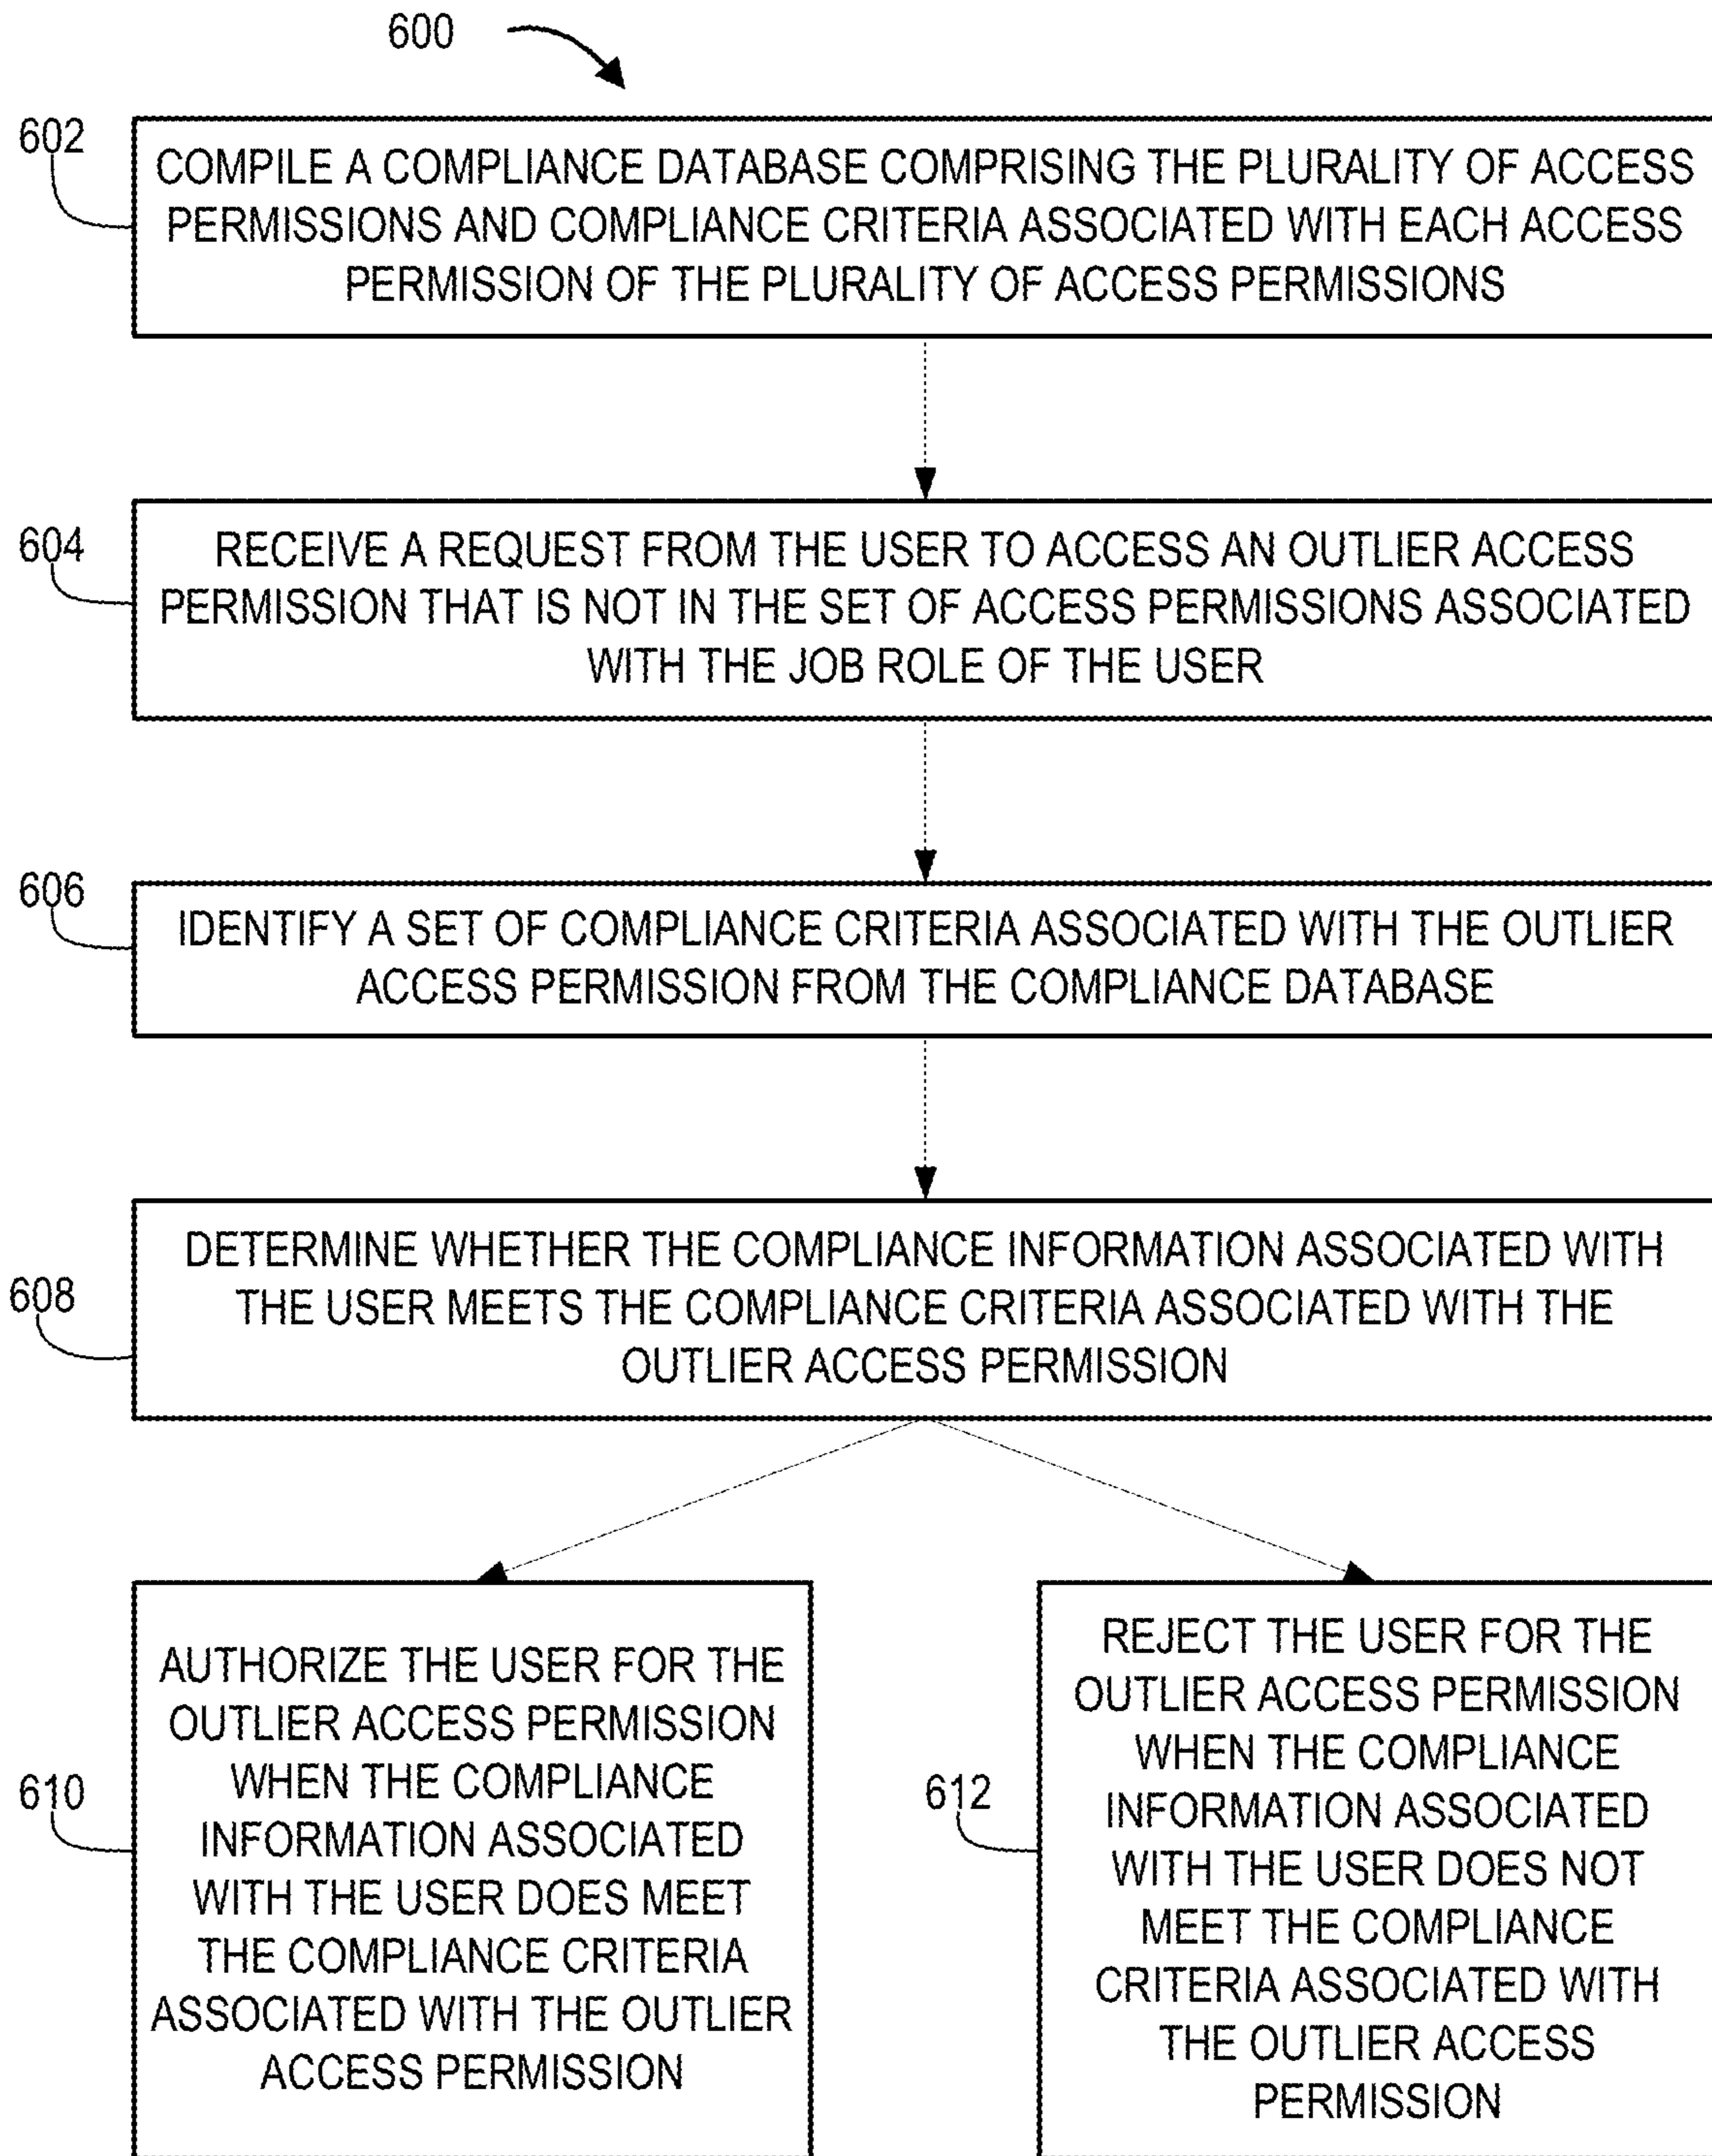 600
602
COMPILE A COMPLIANCE DATABASE COMPRISING THE PLURALITY OF ACCESS
PERMISSIONS AND COMPLIANCE CRITERIA ASSOCIATED WITH EACH ACCESS
PERMISSION OF THE PLURALITY OF ACCESS PERMISSIONS
604
RECEIVE A REQUEST FROM THE USER TO ACCESS AN OUTLIER ACCESS
PERMISSION THAT IS NOT IN THE SET OF ACCESS PERMISSIONS ASSOCIATED
WITH THE JOB ROLE OF THE USER
606
IDENTIFY A SET OF COMPLIANCE CRITERIA ASSOCIATED WITH THE OUTLIER
ACCESS PERMISSION FROM THE COMPLIANCE DATABASE
608
DETERMINE WHETHER THE COMPLIANCE INFORMATION ASSOCIATED WITH
THE USER MEETS THE COMPLIANCE CRITERIA ASSOCIATED WITH THE
OUTLIER ACCESS PERMISSION
610
AUTHORIZE THE USER FOR THE
OUTLIER ACCESS PERMISSION
WHEN THE COMPLIANCE
INFORMATION ASSOCIATED
WITH THE USER DOES MEET
THE COMPLIANCE CRITERIA
ASSOCIATED WITH THE OUTLIER
ACCESS PERMISSION
612
REJECT THE USER FOR THE
OUTLIER ACCESS PERMISSION
WHEN THE COMPLIANCE
INFORMATION ASSOCIATED
WITH THE USER DOES NOT
MEET THE COMPLIANCE
CRITERIA ASSOCIATED WITH
THE OUTLIER ACCESS
PERMISSION